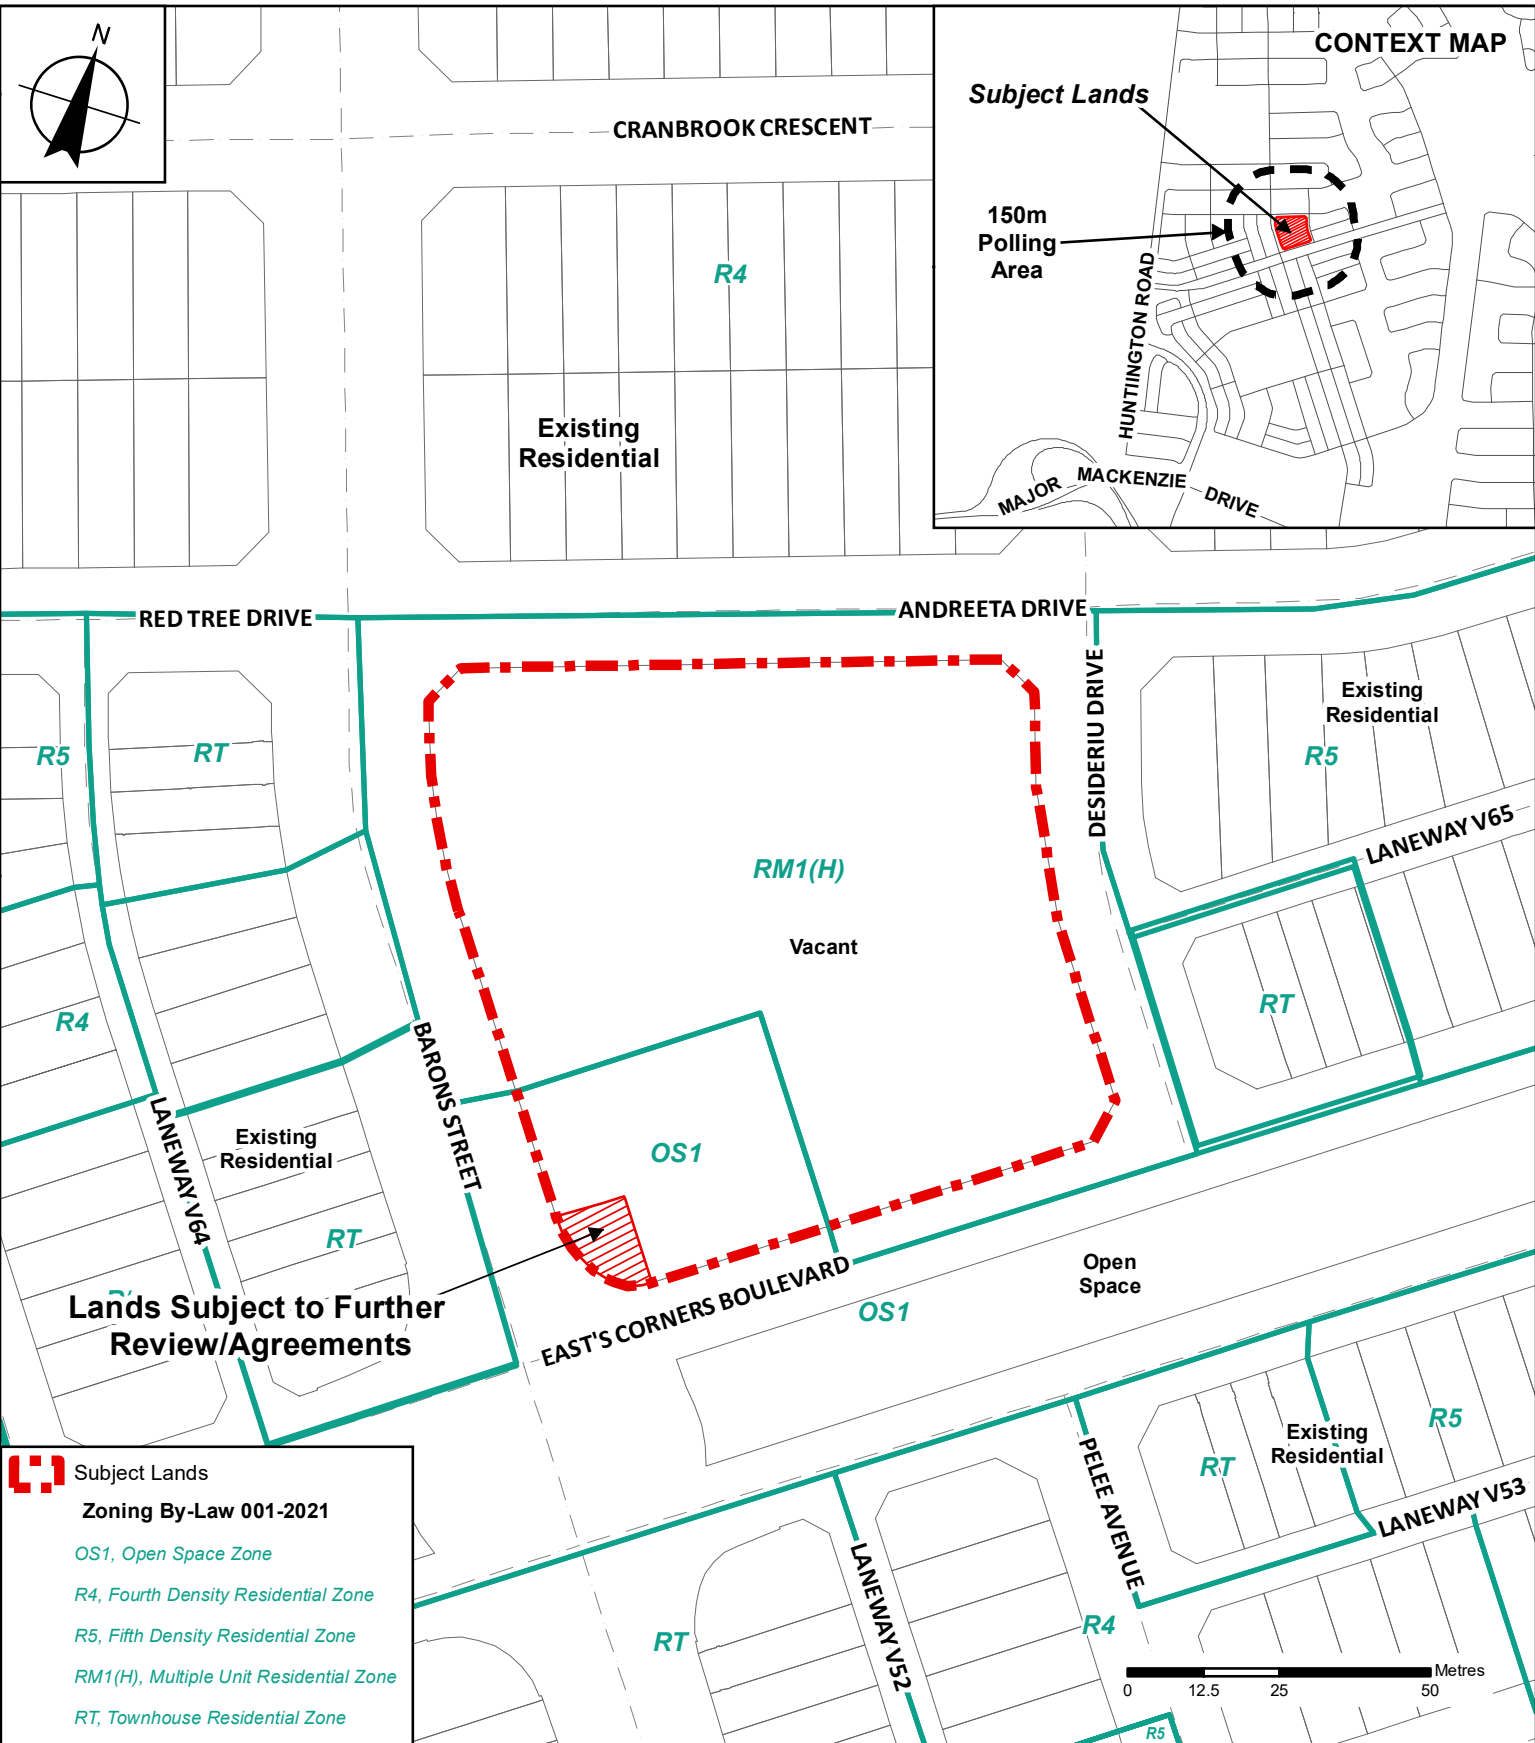 N
CONTEXT MAP
Subject Lands
150m
Polling
Area
HUNTIINGTON ROAD
MAJOR MACKENZIE DRIVE
CRANBROOK CRESCENT
R4
Existing
Residential
RED TREE DRIVE
ANDREETA DRIVE
DESIDERIU DRIVE
Existing
Residential
R5
R5
RT
LANEWAY V65
RM1(H)
Vacant
RT
R4
BARONS STREET
LANEWAY V64
Existing
Residential
OS1
RT
Lands Subject to Further
Review/Agreements
EAST'S CORNERS BOULEVARD
OS1
Open
Space
PELEE AVENUE
RT
Existing
Residential
R5
LANEWAY V53
LANEWAY V52
RT
R4
R5
Subject Lands
Zoning By-Law 001-2021
OS1, Open Space Zone
R4, Fourth Density Residential Zone
R5, Fifth Density Residential Zone
RM1(H), Multiple Unit Residential Zone
RT, Townhouse Residential Zone
Metres
0 12.5 25 50